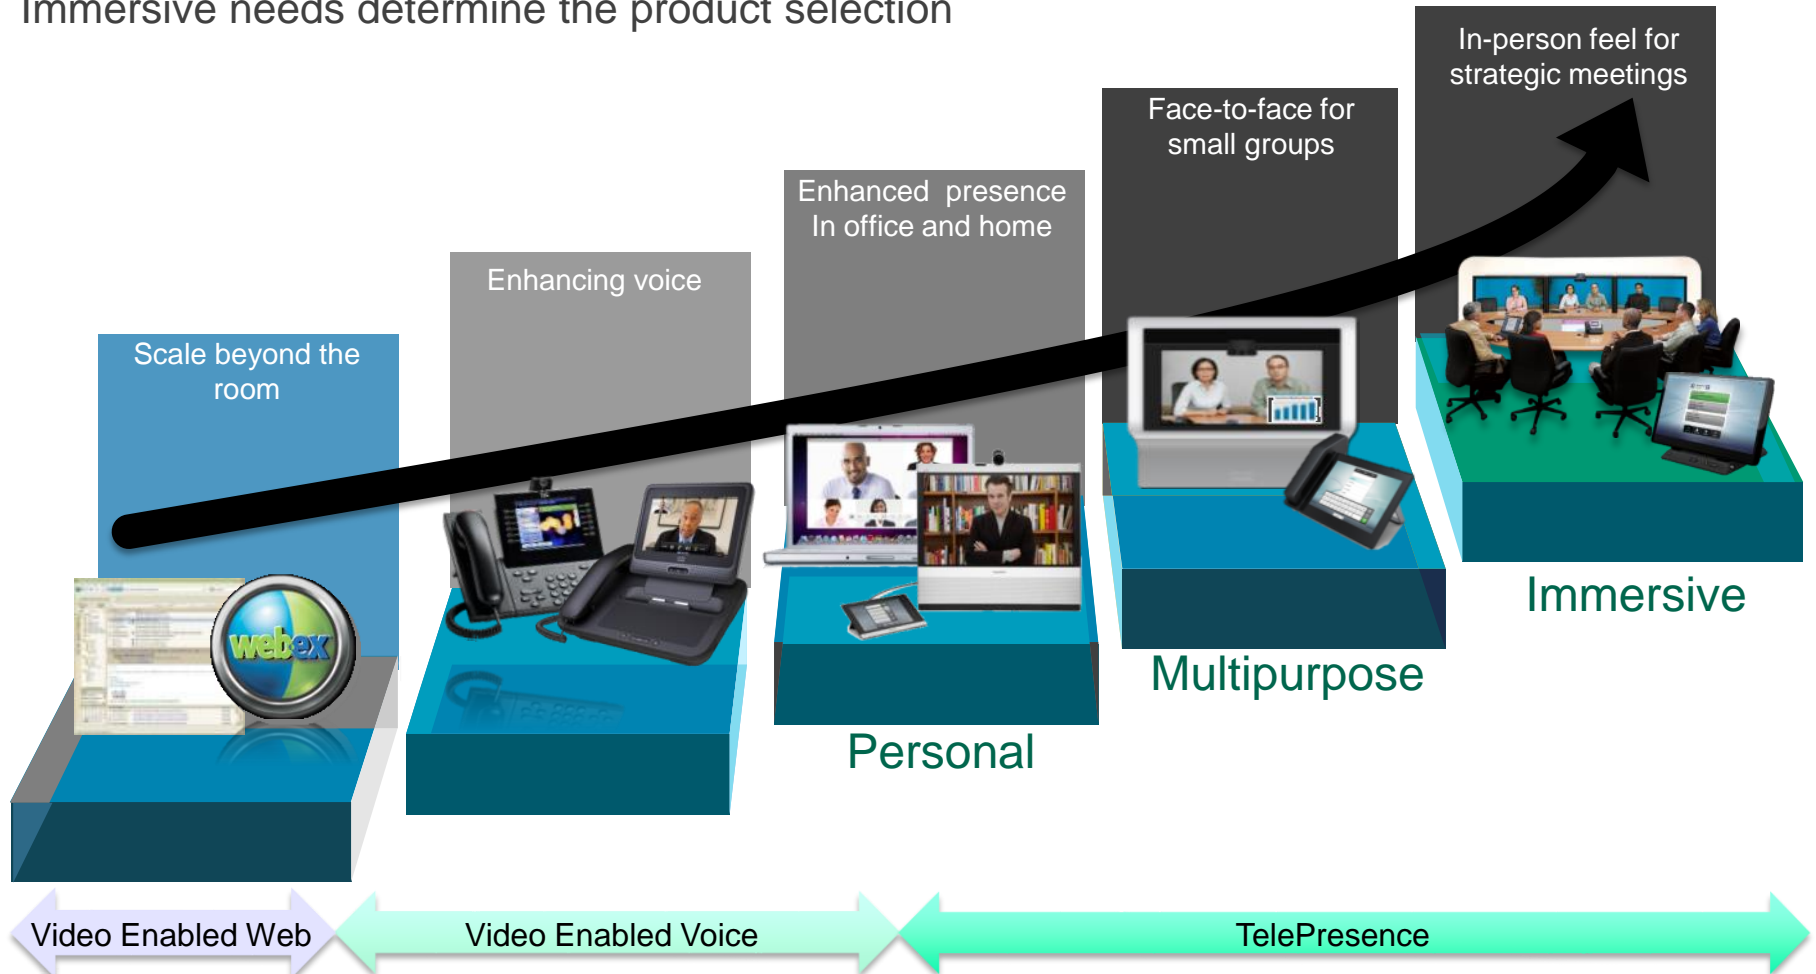 Immersive needs determine the product selection
In-person feel for
strategic meetings
Face-to-face for
small groups
Enhanced  presence
In office and home
Enhancing voice
Scale beyond the
room
webex
Immersive
Multipurpose
Personal
Video Enabled Web
Video Enabled Voice
TelePresence